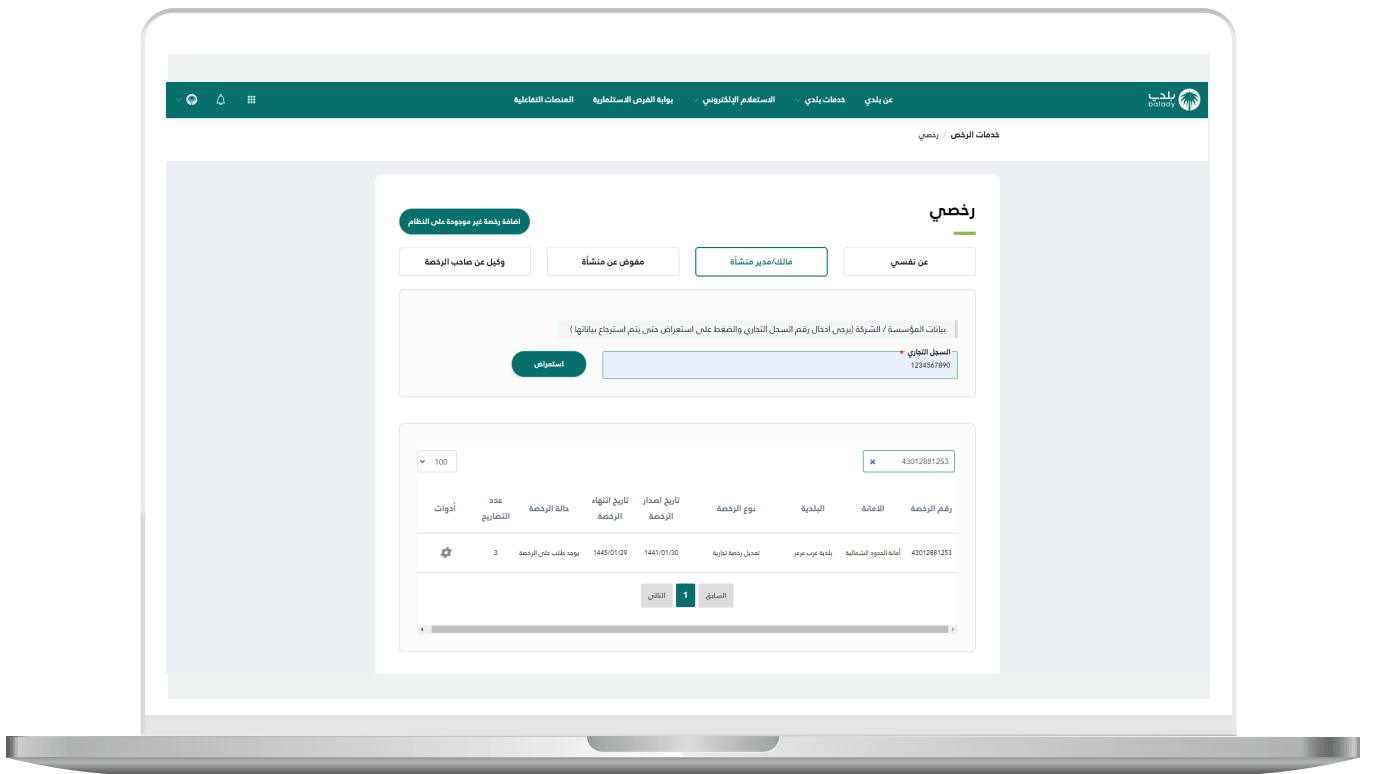 بلدي
balady
عن بلدي
خدمات بلدي
الاستعلام الإلكتروني
بوابة الفرص الاستثمارية
المنصات التفاعلية
خدمات الرخص / رخصي
رخصي
اضافة رخصة غير موجودة على النظام
عن نفسي
مالك/مدير منشأة
مفوض عن منشأة
وكيل عن صاحب الرخصة
بيانات المؤسسة / الشركة (يرجى ادخال رقم السجل التجاري والضغط على استعراض حتى يتم استرجاع بياناتها )
السجل التجاري *
1234567890
استعراض
43012881253 ×
100
رقم الرخصة
الامانة
البلدية
نوع الرخصة
تاريخ اصدار
الرخصة
تاريخ انتهاء
الرخصة
حالة الرخصة
عدد
التصاريح
أدوات
43012881253
أمانة الحدود الشمالية
بلدية غرب عرعر
تعديل رخصة تجارية
1441/01/30
1445/01/29
يوجد طلب على الرخصة
3
السابق
1
التالي